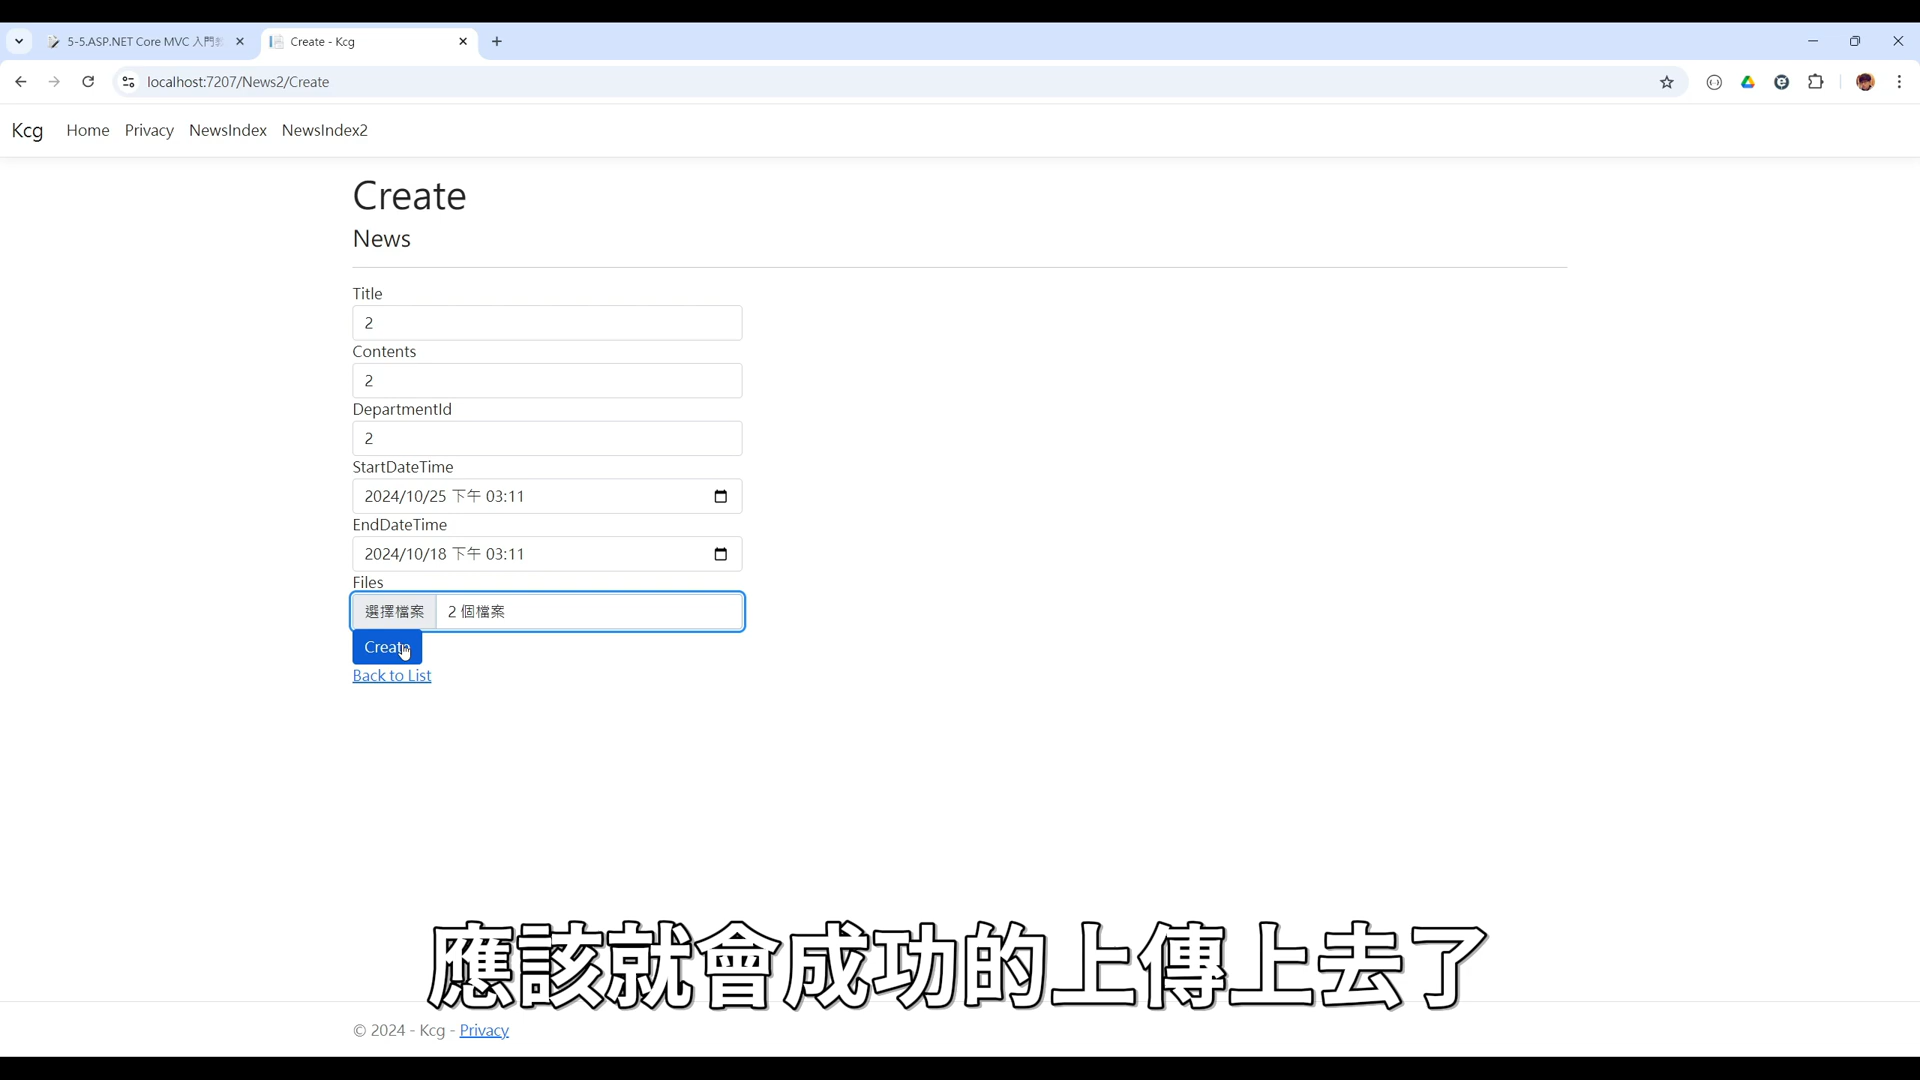 5-5.ASP.NET Core MVC 入門
Create - Kcg
localhost:7207/News2/Create
Kcg Home Privacy NewsIndex NewsIndex2
Create
News
Title
2
Contents
2
DepartmentId
2
StartDateTime
2024/10/25 下午 03:11
EndDateTime
2024/10/18 下午 03:11
Files
選擇檔案 2 個檔案
Create
Back to List
應該就會成功的上傳上去了
© 2024 - Kcg - Privacy